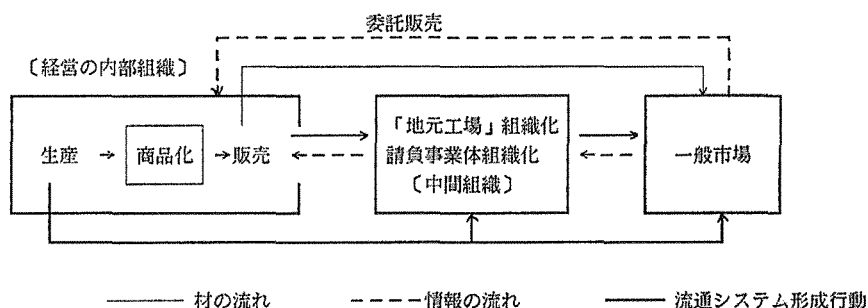 委託販売
〔経営の内部組織〕
生産 → 商品化 → 販売
「地元工場」組織化
請負事業体組織化
〔中間組織〕
一般市場
材の流れ
情報の流れ
流通システム形成行動